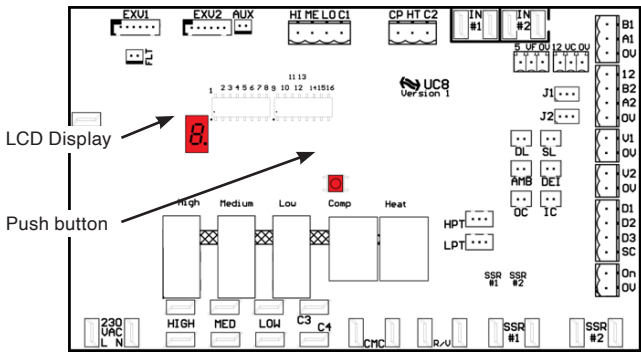 EXV1 EXV2 AUX HI ME LO C1 CP HT C2 IN #1 IN #2
FLT
5 VF 0V 12 VC 0V
B1
A1
0V
11 13
1 2 3 4 5 6 7 8 9 10 12 14 15 16
UC8
Version 1
J1
J2
12
B2
A2
0V
LCD Display
8.
DL SL
V1
0V
AMB DEI
V2
0V
Push button
High Medium Low Comp Heat
OC IC
HPT
LPT
D1
D2
D3
SC
SSR #1 SSR #2
On
0V
230 VAC
L N
HIGH MED LOW C3 C4
CMC R/V SSR #1 SSR #2